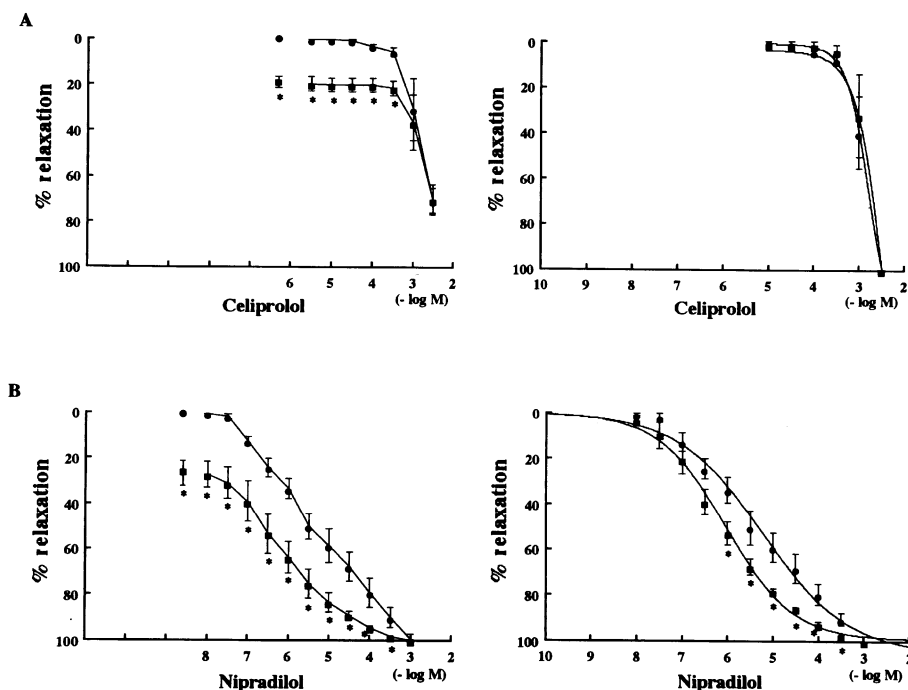 A
0
20
40
60
80
100
% relaxation
* * * * * *
6 5 4 3 2
Celiprolol
(- log M)
0
20
40
60
80
100
% relaxation
10 9 8 7 6 5 4 3 2
Celiprolol
(- log M)
B
0
20
40
60
80
100
% relaxation
* * * * * * * * * * *
8 7 6 5 4 3 2
Nipradilol
(- log M)
0
20
40
60
80
100
% relaxation
* * * * * *
10 9 8 7 6 5 4 3 2
Nipradilol
(- log M)